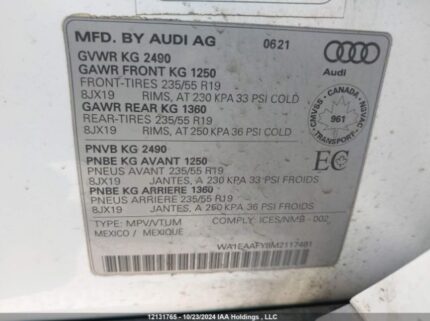 MFD. BY AUDI AG 0621
GVWR KG 2490
GAWR FRONT KG 1250
FRONT-TIRES 235/55 R19
8JX19 RIMS, AT 230 KPA 33 PSI COLD
GAWR REAR KG 1360
REAR-TIRES 235/55 R19
8JX19 RIMS, AT 250 KPA 36 PSI COLD
Audi
CMVSS - CANADA - NSVAC
961
TRANSPORT
PNVB KG 2490
PNBE KG AVANT 1250
PNEUS AVANT 235/55 R19
8JX19 JANTES, A 230 KPA 33 PSI FROIDS
PNBE KG ARRIERE 1360
PNEUS ARRIERE 235/55 R19
8JX19 JANTES, A 250 KPA 36 PSI FROIDS
EC
TYPE: MPV/VTUM COMPLY: ICES/NMB - 002
MEXICO / MEXIQUE
12131765 - 10/23/2024 IAA Holdings , LLC